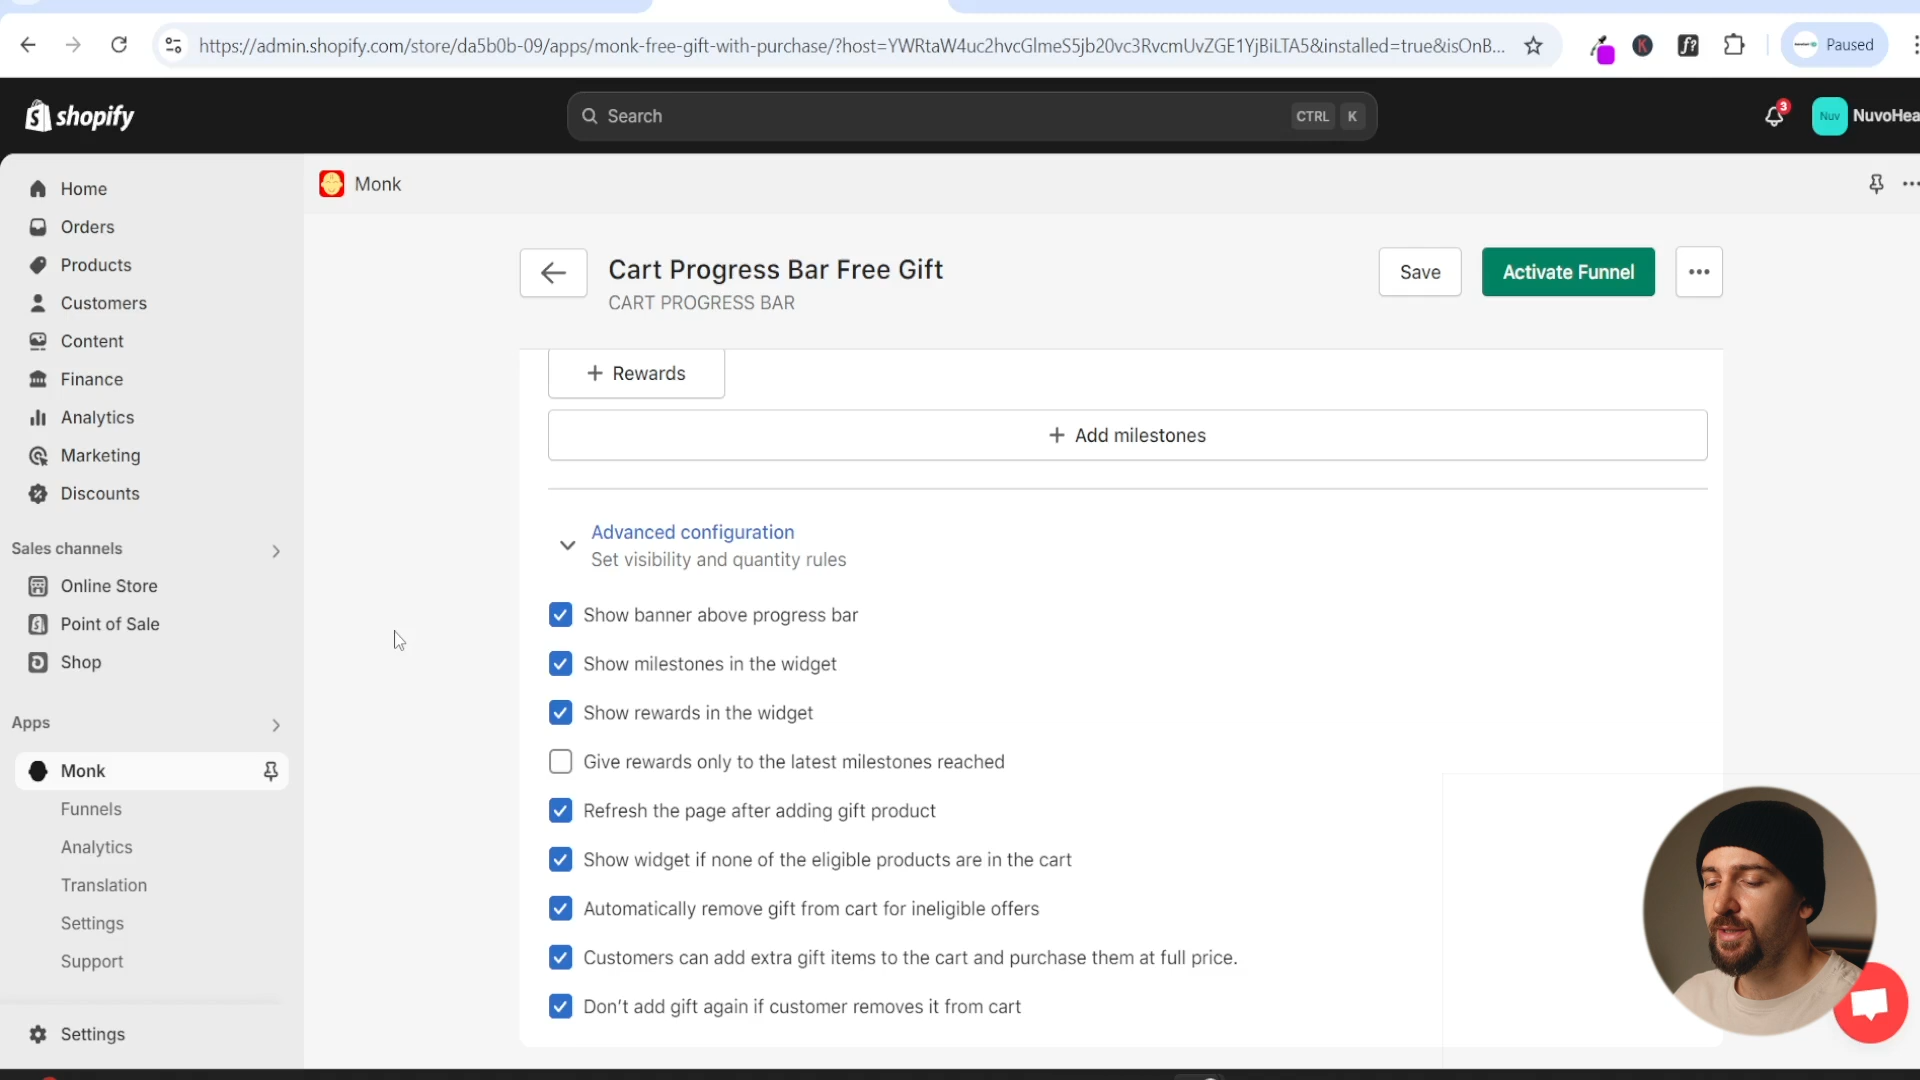 https://admin.shopify.com/store/da5b0b-09/apps/monk-free-gift-with-purchase/?host=YWRtaW4uc2hvcGlmeS5jb20vc3RvcmUvZGE1YjBiLTA5&installed=true&isOnB...
Paused
shopify
Search
CTRL K
3
Nuv
NuvoHea
Home
Orders
Products
Customers
Content
Finance
Analytics
Marketing
Discounts
Sales channels
Online Store
Point of Sale
Shop
Apps
Monk
Funnels
Analytics
Translation
Settings
Support
Settings
Monk
Cart Progress Bar Free Gift
CART PROGRESS BAR
Save
Activate Funnel
+ Rewards
+ Add milestones
Advanced configuration
Set visibility and quantity rules
Show banner above progress bar
Show milestones in the widget
Show rewards in the widget
Give rewards only to the latest milestones reached
Refresh the page after adding gift product
Show widget if none of the eligible products are in the cart
Automatically remove gift from cart for ineligible offers
Customers can add extra gift items to the cart and purchase them at full price.
Don't add gift again if customer removes it from cart